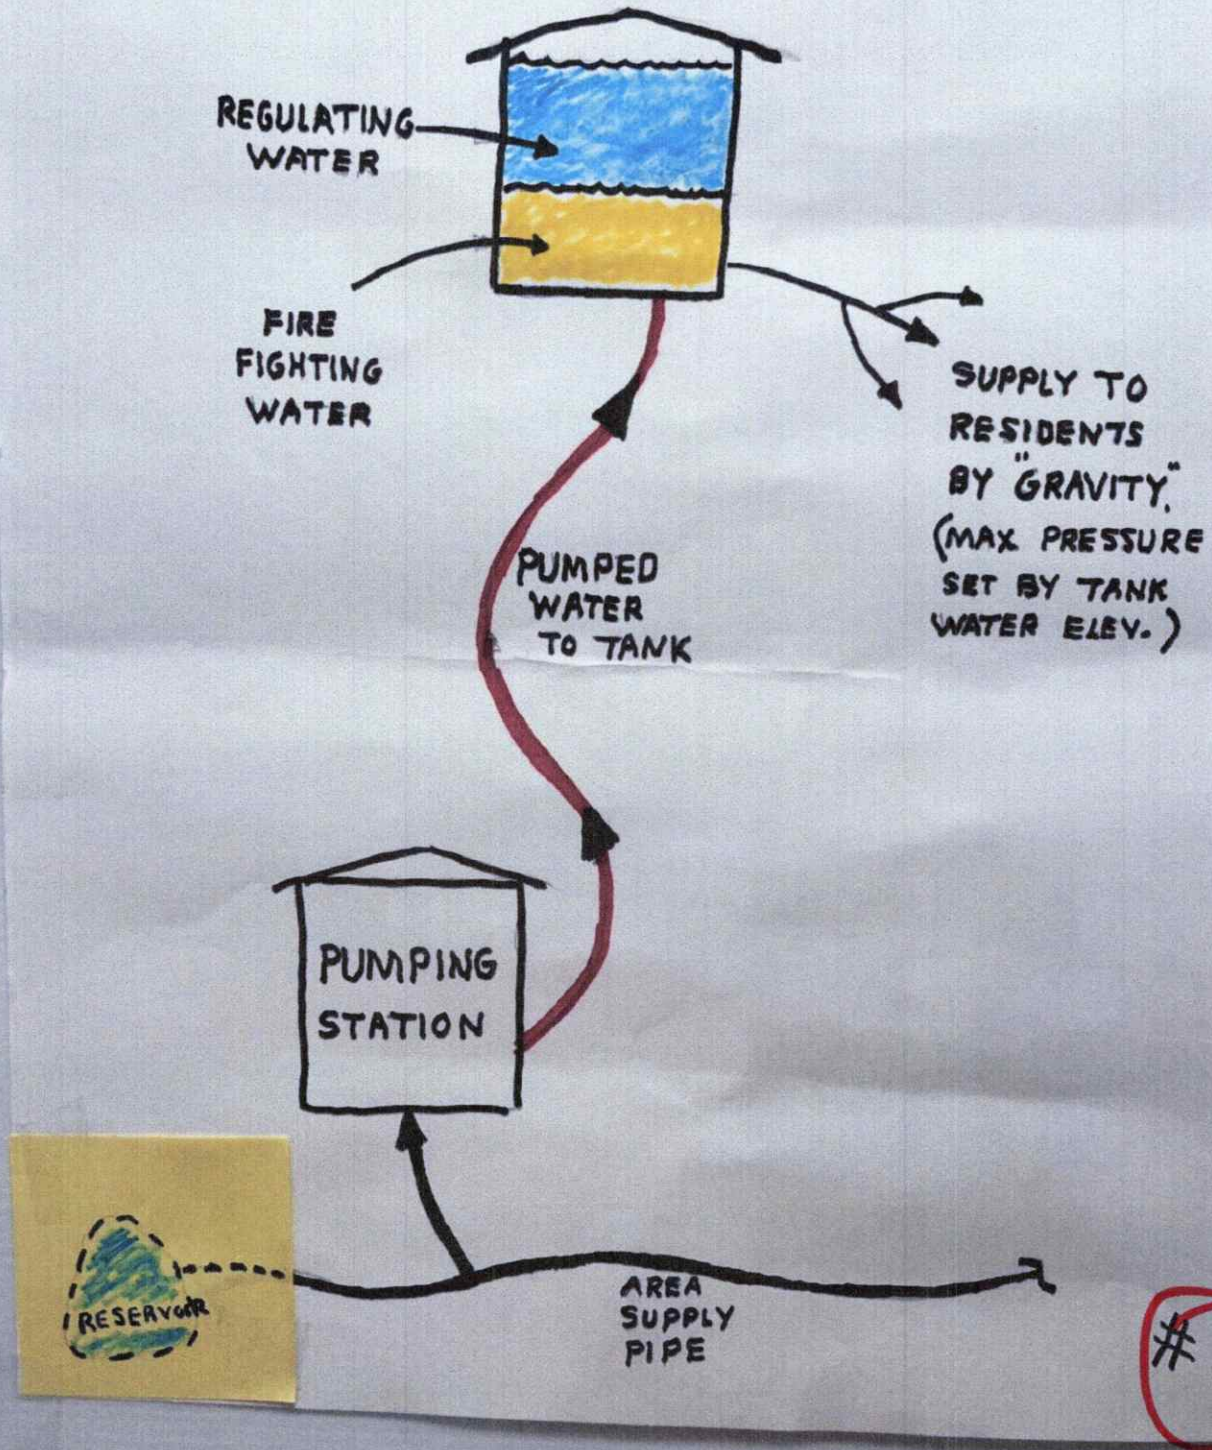 REGULATING
WATER
FIRE
FIGHTING
WATER
SUPPLY TO
RESIDENTS
BY "GRAVITY".
(MAX PRESSURE
SET BY TANK
WATER ELEV.)
PUMPED
WATER
TO TANK
PUMPING
STATION
RESERVOIR
AREA
SUPPLY
PIPE
#